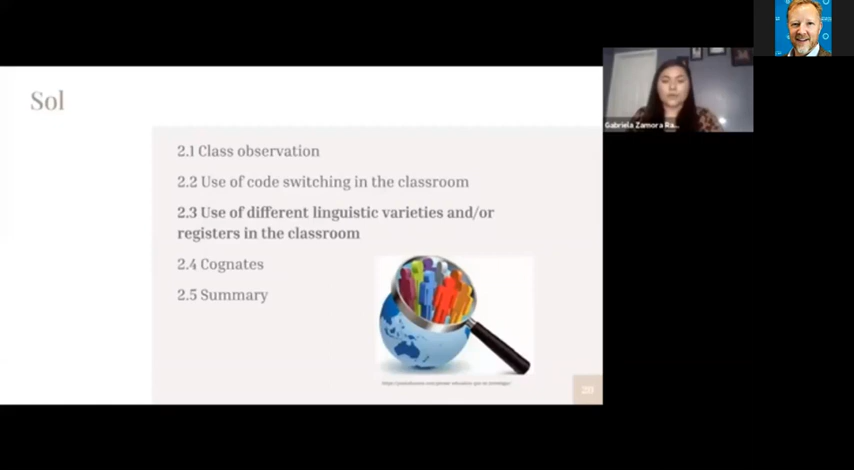 Sol
2.1 Class observation
2.2 Use of code switching in the classroom
2.3 Use of different linguistic varieties and/or
registers in the classroom
2.4 Cognates
2.5 Summary
20
Gabriela Zamora Ra...